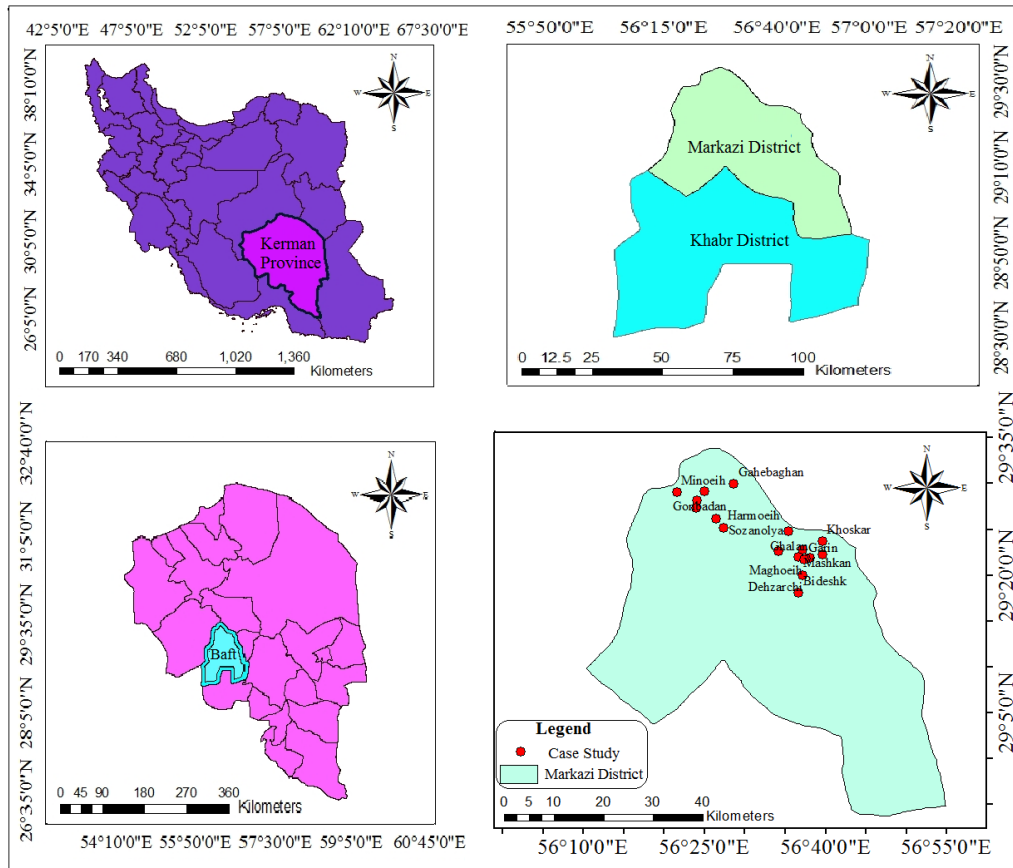 42°5'0"E 47°5'0"E 52°5'0"E 57°5'0"E 62°10'0"E 67°30'0"E
38°10'0"N
34°5'0"N
30°5'0"N
26°5'0"N
N
W E
S
Kerman
Province
0 170 340 680 1,020 1,360
Kilometers
55°50'0"E 56°15'0"E 56°40'0"E 57°0'0"E 57°20'0"E
N
W E
S
Markazi District
Khabr District
29°30'0"N
29°10'0"N
28°50'0"N
28°30'0"N
0 12.5 25 50 75 100
Kilometers
32°40'0"N
31°5'0"N
29°35'0"N
28°5'0"N
26°35'0"N
N
W E
S
Baft
0 45 90 180 270 360
Kilometers
54°10'0"E 55°50'0"E 57°30'0"E 59°5'0"E 60°45'0"E
N
W E
S
Gahebaghan
Minoeih
Harmoeih
Sozanolya
Khoskar
Garin
Mashkan
Maghoeih
Bideshk
Dehzarchi
29°35'0"N
29°20'0"N
29°5'0"N
Legend
Case Study
Markazi District
0 5 10 20 30 40
Kilometers
56°10'0"E 56°25'0"E 56°40'0"E 56°55'0"E